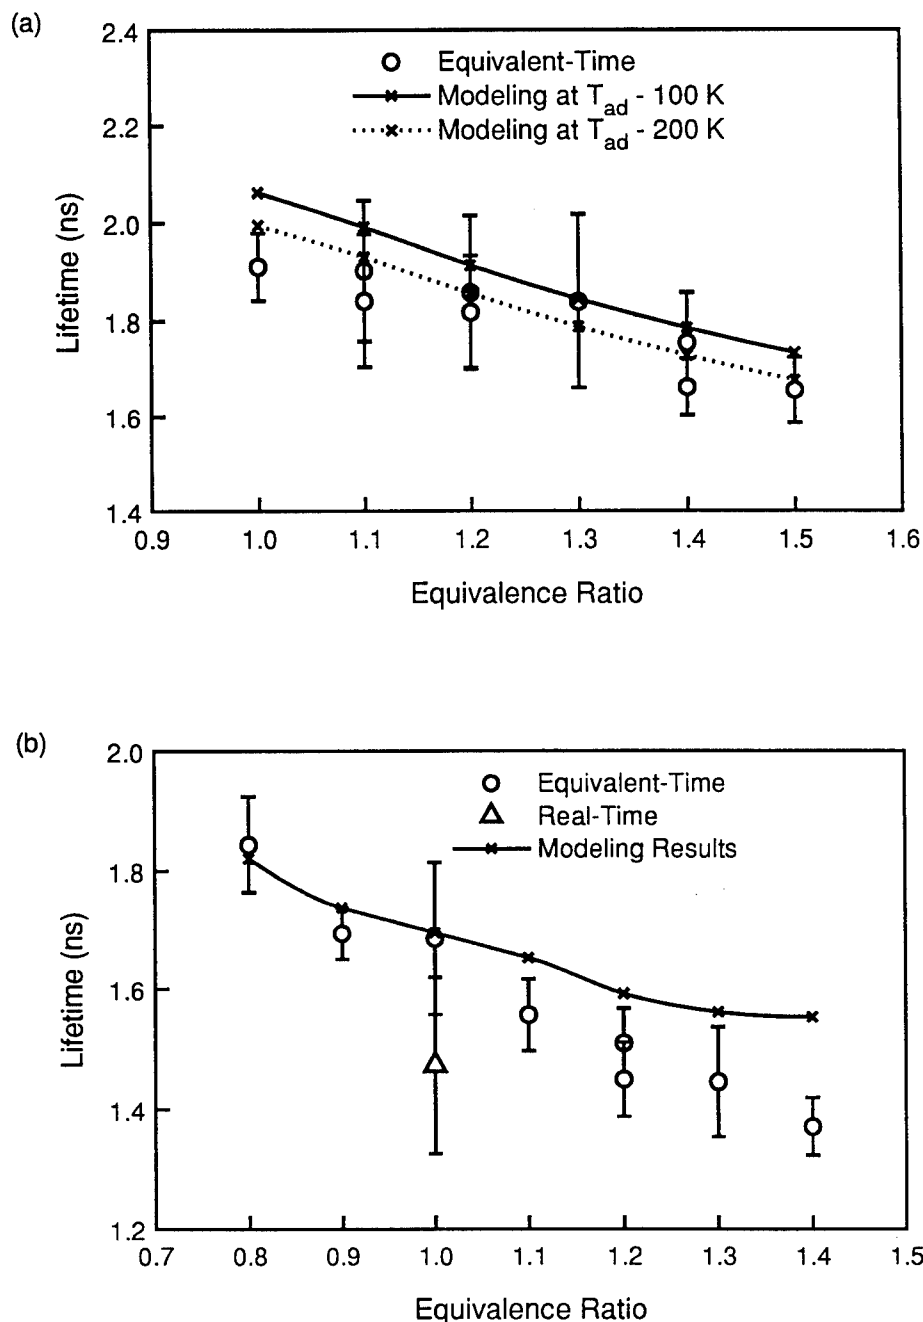 (a)
2.4
2.2
2.0
1.8
1.6
1.4
Lifetime (ns)
Equivalent-Time
Modeling at Tad - 100 K
Modeling at Tad - 200 K
0.9 1.0 1.1 1.2 1.3 1.4 1.5 1.6
Equivalence Ratio
(b)
2.0
1.8
1.6
1.4
1.2
Lifetime (ns)
Equivalent-Time
Real-Time
Modeling Results
0.7 0.8 0.9 1.0 1.1 1.2 1.3 1.4 1.5
Equivalence Ratio